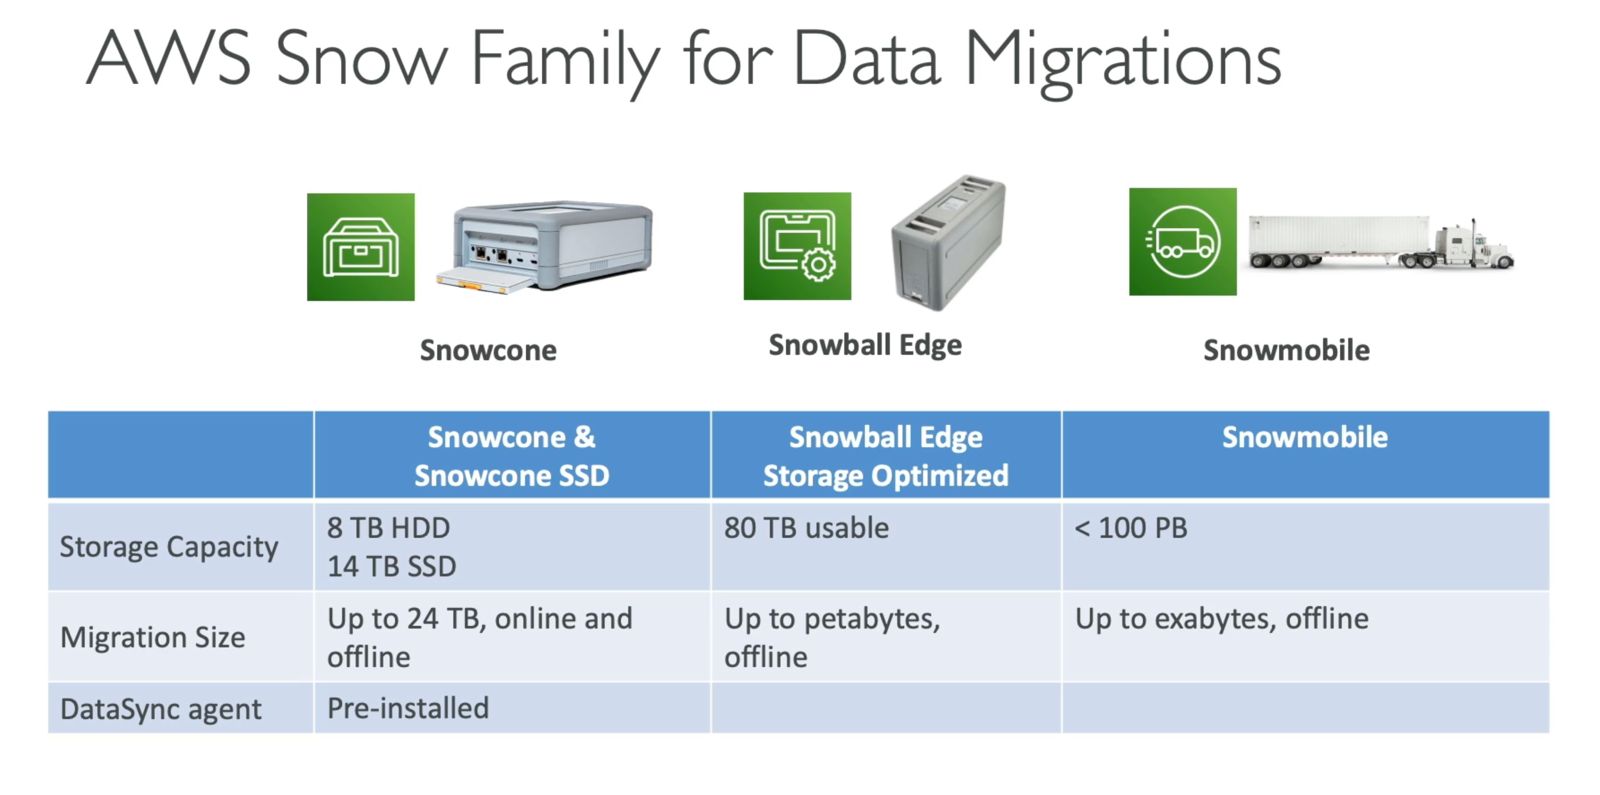 AWS Snow Family for Data Migrations
Snowcone
Snowball Edge
Snowmobile
Snowcone &
Snowcone SSD
Snowball Edge
Storage Optimized
Snowmobile
Storage Capacity
8 TB HDD
14 TB SSD
80 TB usable
< 100 PB
Migration Size
Up to 24 TB, online and
offline
Up to petabytes,
offline
Up to exabytes, offline
DataSync agent
Pre-installed